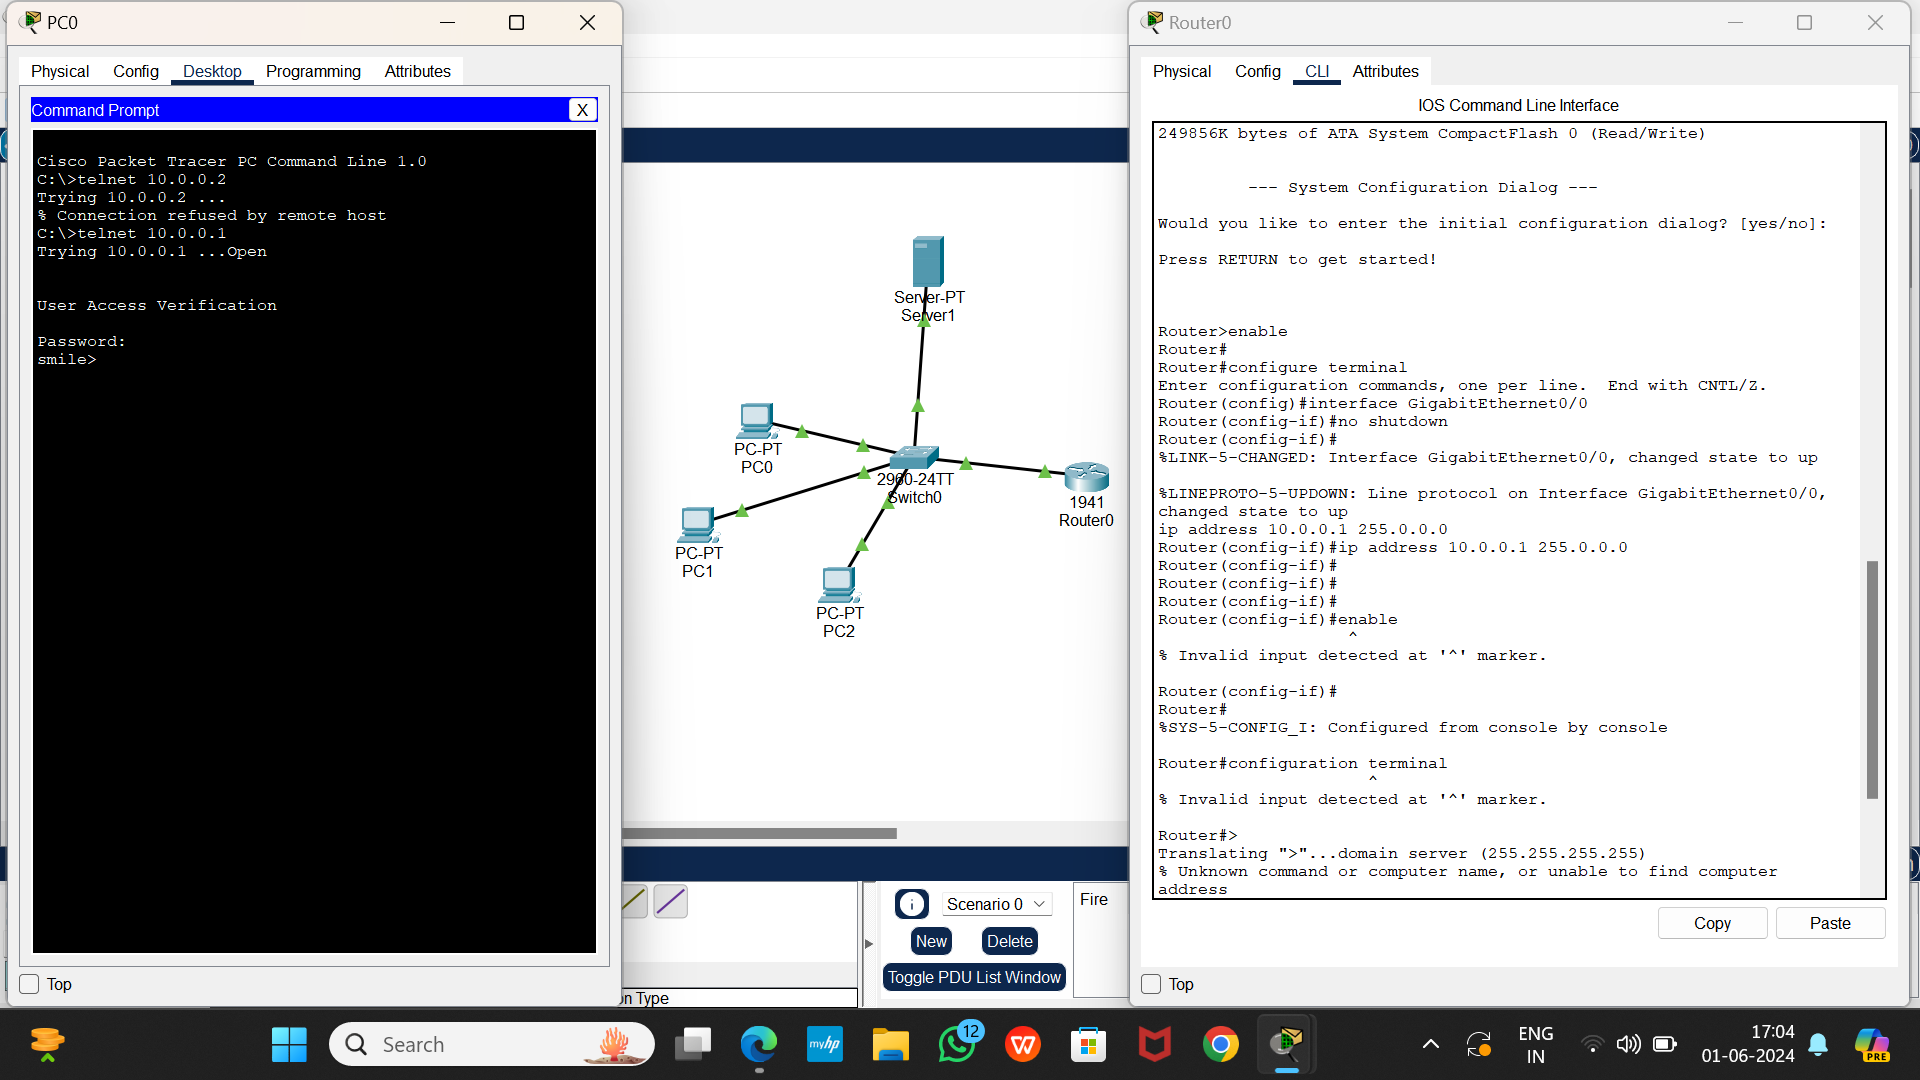 PC0
Physical
Config
Desktop
Programming
Attributes
Command Prompt
X
Cisco Packet Tracer PC Command Line 1.0
C:\>telnet 10.0.0.2
Trying 10.0.0.2 ...
% Connection refused by remote host
C:\>telnet 10.0.0.1
Trying 10.0.0.1 ...Open
User Access Verification
Password:
smile>
Top
Server-PT
Server1
PC-PT
PC0
2960-24TT
Switch0
1941
Router0
PC-PT
PC1
PC-PT
PC2
Scenario 0
Fire
New
Delete
Toggle PDU List Window
n Type
Router0
Physical
Config
CLI
Attributes
IOS Command Line Interface
249856K bytes of ATA System CompactFlash 0 (Read/Write)
--- System Configuration Dialog ---
Would you like to enter the initial configuration dialog? [yes/no]:
Press RETURN to get started!
Router>enable
Router#
Router#configure terminal
Enter configuration commands, one per line.  End with CNTL/Z.
Router(config)#interface GigabitEthernet0/0
Router(config-if)#no shutdown
Router(config-if)#
%LINK-5-CHANGED: Interface GigabitEthernet0/0, changed state to up
%LINEPROTO-5-UPDOWN: Line protocol on Interface GigabitEthernet0/0,
changed state to up
ip address 10.0.0.1 255.0.0.0
Router(config-if)#ip address 10.0.0.1 255.0.0.0
Router(config-if)#
Router(config-if)#
Router(config-if)#
Router(config-if)#enable
^
% Invalid input detected at '^' marker.
Router(config-if)#
Router#
%SYS-5-CONFIG_I: Configured from console by console
Router#configuration terminal
^
% Invalid input detected at '^' marker.
Router#>
Translating ">"...domain server (255.255.255.255)
% Unknown command or computer name, or unable to find computer
address
Copy
Paste
Top
Search
myhp
12
W
ENG
IN
17:04
01-06-2024
PRE